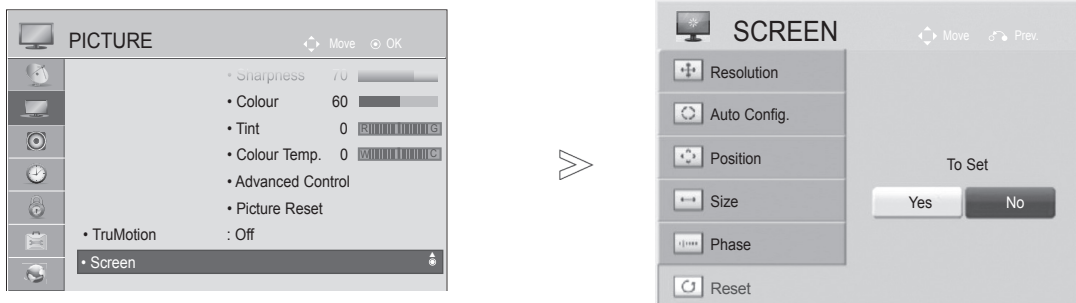 PICTURE
Move OK
• Sharpness 70
• Colour 60
• Tint 0 R G
• Colour Temp. 0 W C
• Advanced Control
• Picture Reset
• TruMotion : Off
• Screen
SCREEN
Move Prev.
Resolution
Auto Config.
Position
Size
Phase
Reset
To Set
Yes No